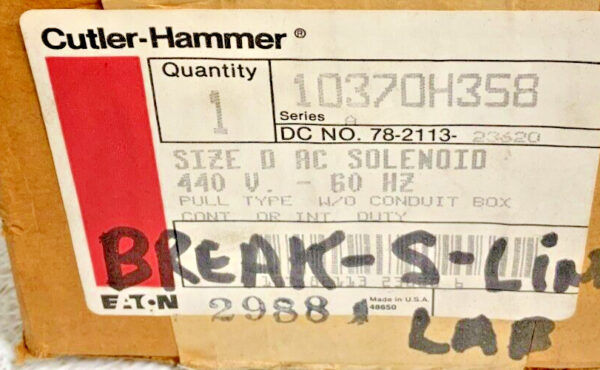 Cutler-Hammer ®
Quantity
1
10370H358
Series A
DC NO. 78-2113- 23620
SIZE D AC SOLENOID
440 V. - 60 HZ
PULL TYPE W/O CONDUIT BOX
CONT. OR INT. DUTY
BREAK-S-Lim
EATON
2988
Made in U.S.A.
48650
LAB